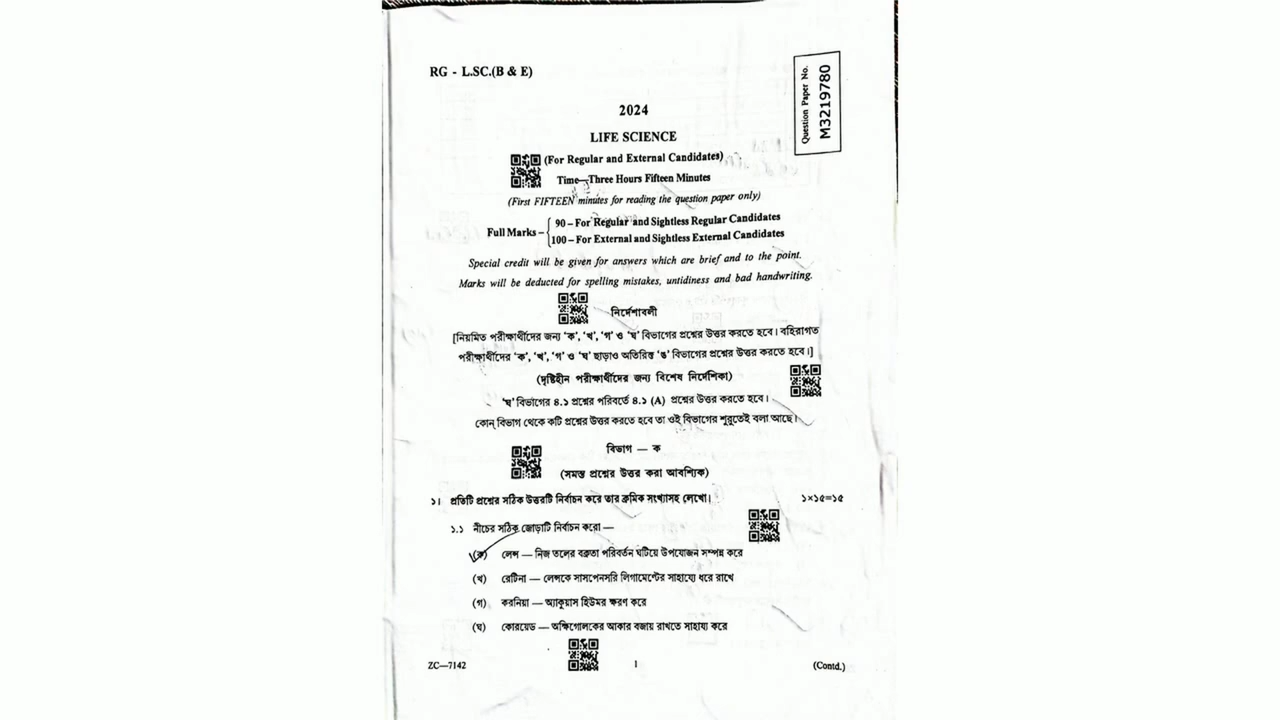 RG - L.SC.(B & E)
Question Paper No.
M3219780
2024
LIFE SCIENCE
(For Regular and External Candidates)
Time—Three Hours Fifteen Minutes
(First FIFTEEN minutes for reading the question paper only)
Full Marks – { 90 – For Regular and Sightless Regular Candidates
100 – For External and Sightless External Candidates
Special credit will be given for answers which are brief and to the point.
Marks will be deducted for spelling mistakes, untidiness and bad handwriting.
নির্দেশাবলী
[নিয়মিত পরীক্ষার্থীদের জন্য ‘ক’, ‘খ’, ‘গ’ ও ‘ঘ’ বিভাগের প্রশ্নের উত্তর করতে হবে। বহিরাগত
পরীক্ষার্থীদের ‘ক’, ‘খ’, ‘গ’ ও ‘ঘ’ ছাড়াও অতিরিক্ত ‘ঙ’ বিভাগের প্রশ্নের উত্তর করতে হবে।]
(দৃষ্টিহীন পরীক্ষার্থীদের জন্য বিশেষ নির্দেশিকা)
‘ঘ’ বিভাগের ৪.১ প্রশ্নের পরিবর্তে ৪.১ (A) প্রশ্নের উত্তর করতে হবে।
কোন্ বিভাগ থেকে কটি প্রশ্নের উত্তর করতে হবে তা ওই বিভাগের শুরুতেই বলা আছে।
বিভাগ — ক
(সমস্ত প্রশ্নের উত্তর করা আবশ্যিক)
১। প্রতিটি প্রশ্নের সঠিক উত্তরটি নির্বাচন করে তার ক্রমিক সংখ্যাসহ লেখো। ১×১৫=১৫
১.১ নীচের সঠিক জোড়াটি নির্বাচন করো —
(ক) লেন্স — নিজ তলের বক্রতা পরিবর্তন ঘটিয়ে উপযোজন সম্পন্ন করে
(খ) রেটিনা — লেন্সকে সাসপেনসরি লিগামেন্টের সাহায্যে ধরে রাখে
(গ) করনিয়া — অ্যাকুয়াস হিউমর ক্ষরণ করে
(ঘ) কোরয়েড — অক্ষিগোলকের আকার বজায় রাখতে সাহায্য করে
ZC—7142 1 (Contd.)